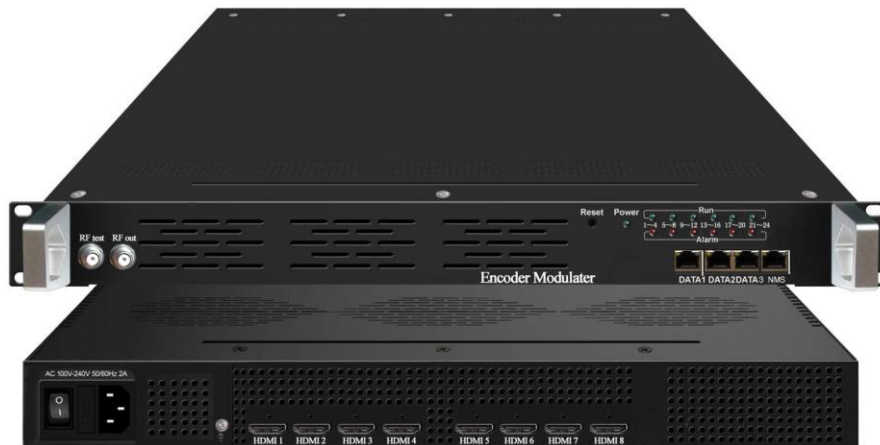 Reset Power Run
1~4 5~8 9~12 13~16 17~20 21~24
Alarm
RF test RF out
Encoder Modulater
DATA1 DATA2 DATA3 NMS
AC 100V-240V 50/60Hz 2A
HDMI 1 HDMI 2 HDMI 3 HDMI 4 HDMI 5 HDMI 6 HDMI 7 HDMI 8